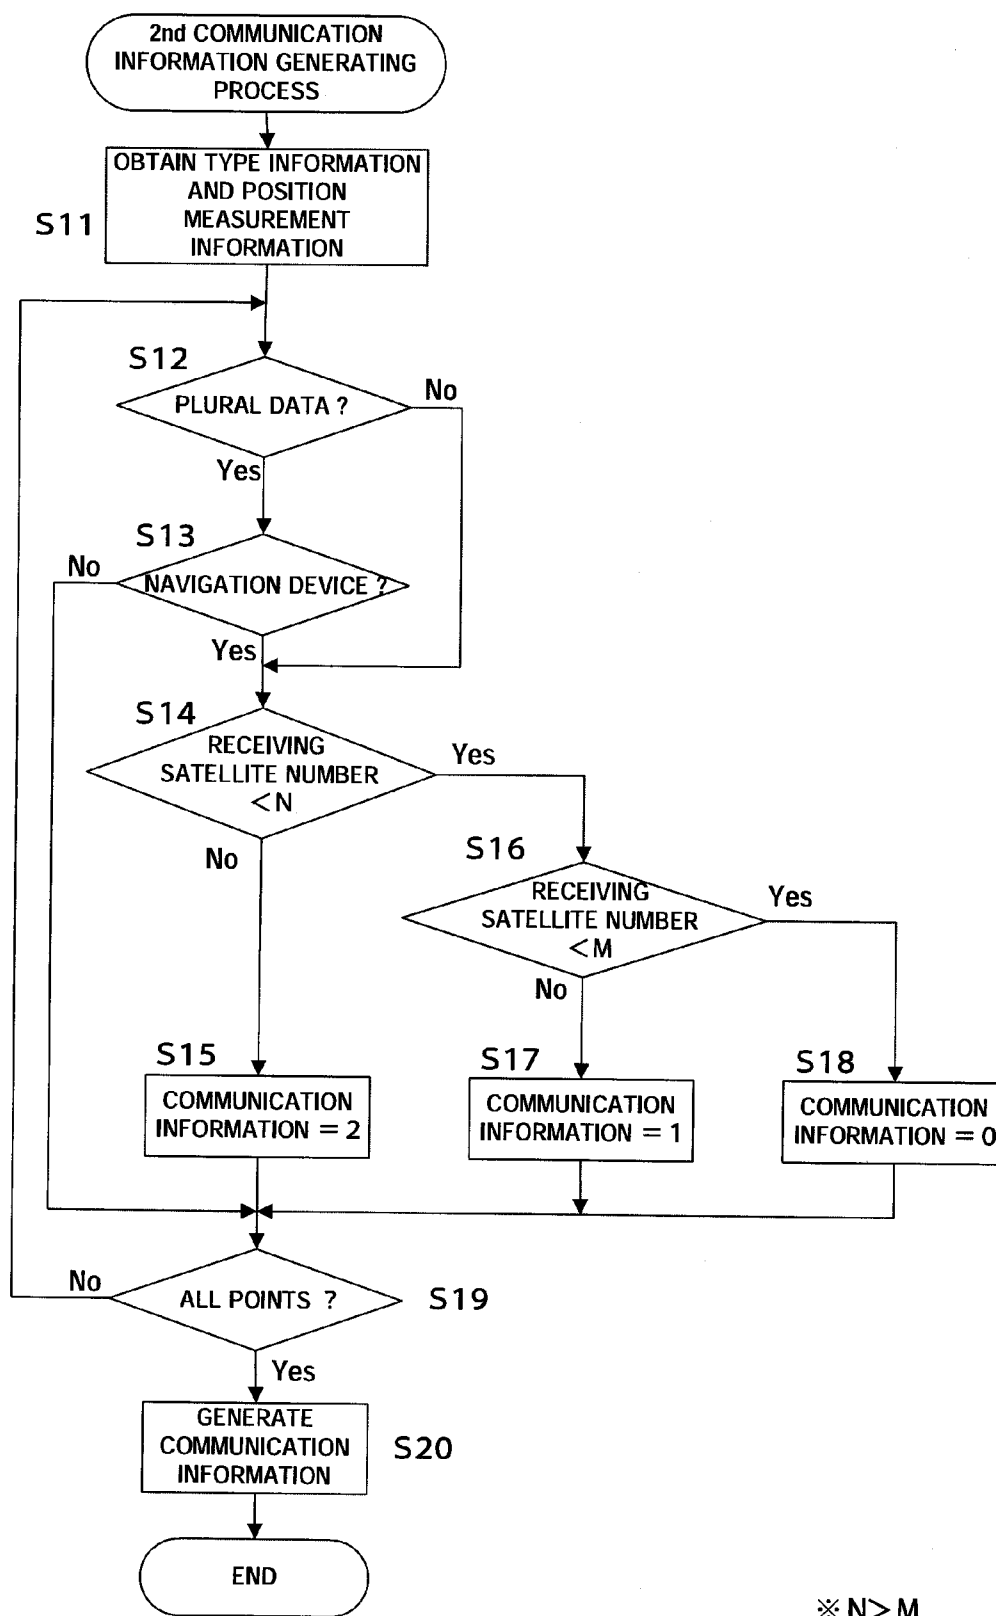 2nd COMMUNICATION
INFORMATION GENERATING
PROCESS
OBTAIN TYPE INFORMATION
AND POSITION
MEASUREMENT
INFORMATION
S11
S12
PLURAL DATA ?
No
Yes
S13
No
NAVIGATION DEVICE ?
Yes
S14
RECEIVING
SATELLITE NUMBER
<N
Yes
No
S16
RECEIVING
SATELLITE NUMBER
<M
Yes
No
S15
COMMUNICATION
INFORMATION = 2
S17
COMMUNICATION
INFORMATION = 1
S18
COMMUNICATION
INFORMATION = 0
No
ALL POINTS ?
S19
Yes
GENERATE
COMMUNICATION
INFORMATION
S20
END
※ N>M